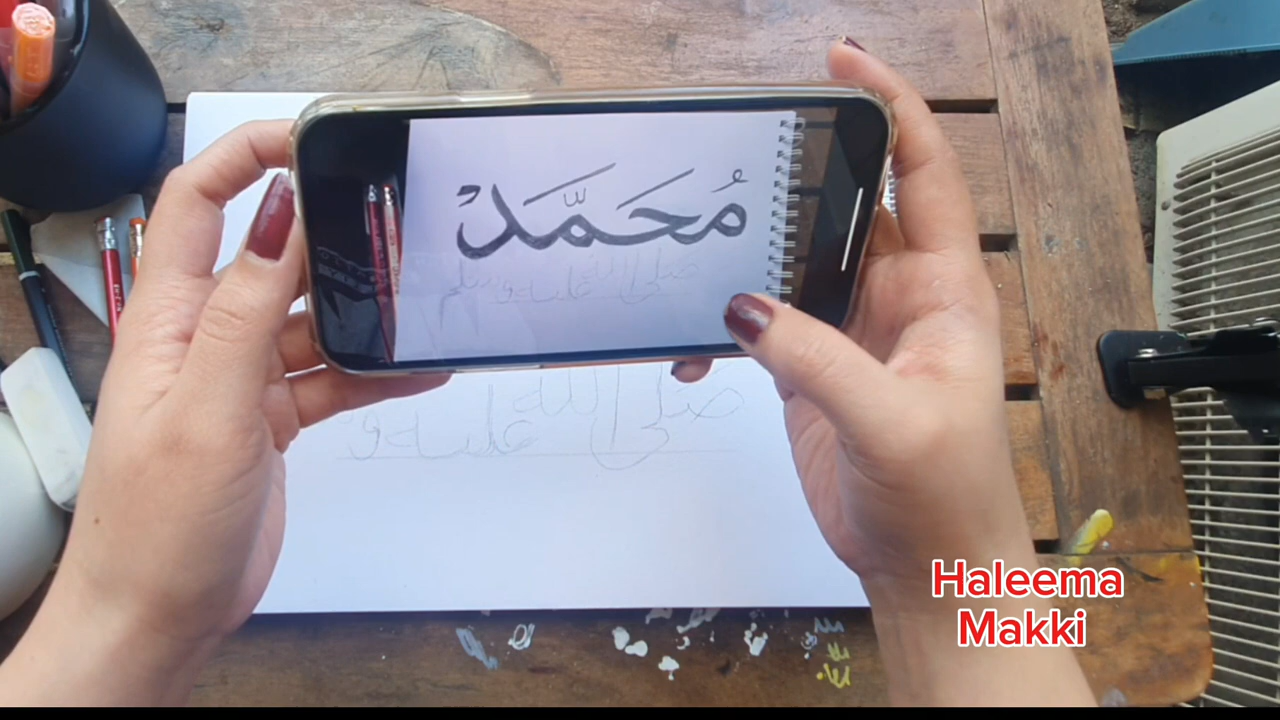 مُحَمَّدْ
صلى الله عليه وسلم
صلى الله عليه و
Haleema
Makki